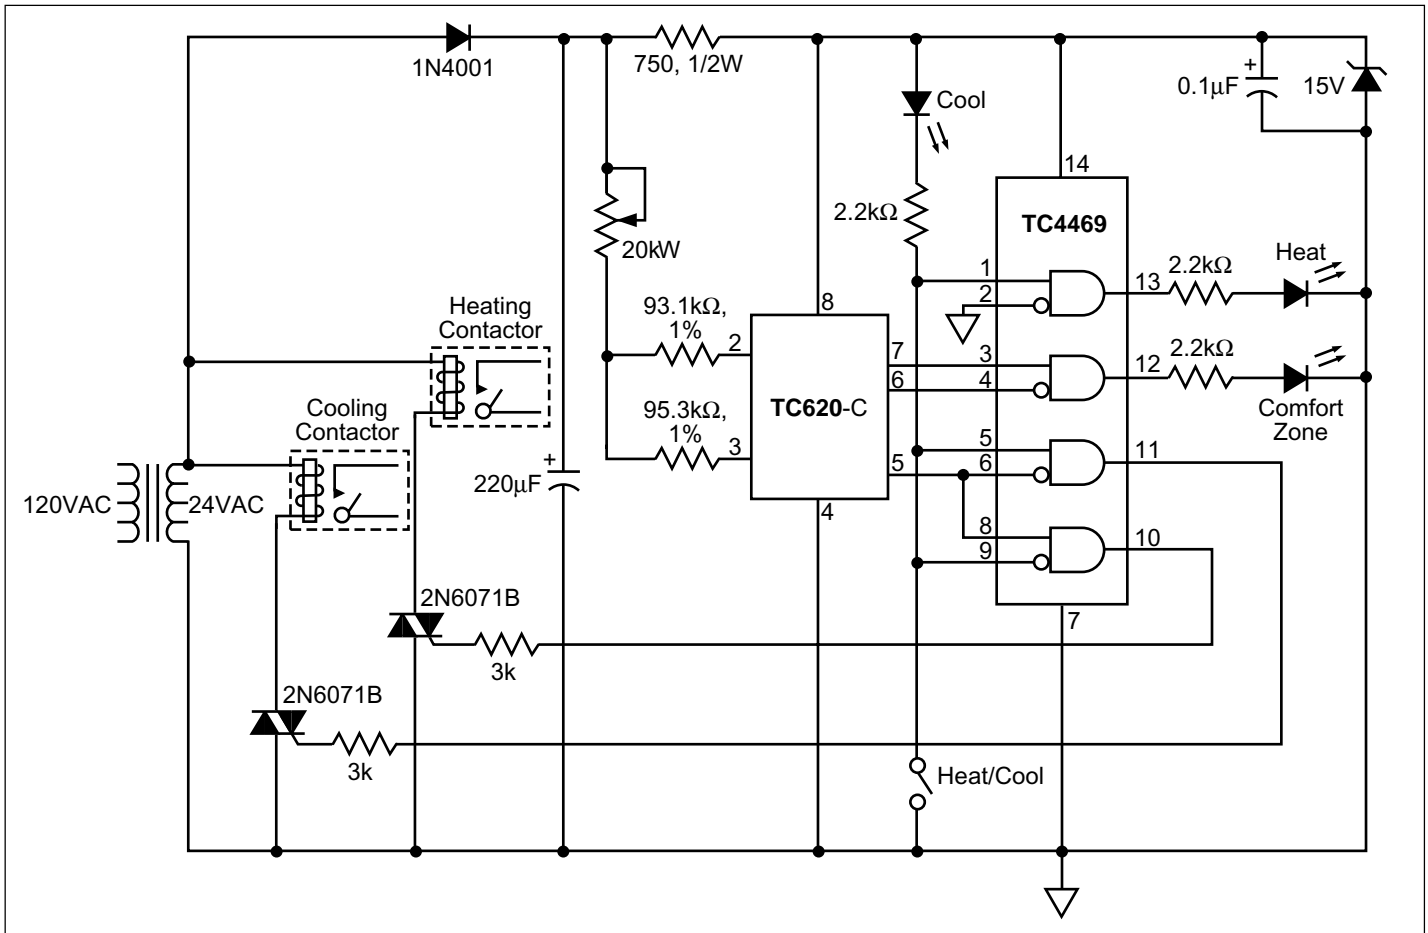 1N4001
750, 1/2W
+
0.1µF
15V
Cool
14
2.2kΩ
TC4469
20kW
1
2
13
2.2kΩ
Heat
Heating
Contactor
93.1kΩ,
1%
2
8
7
6
3
4
12
2.2kΩ
Comfort
Zone
Cooling
Contactor
95.3kΩ,
1%
3
TC620-C
5
5
6
11
120VAC
24VAC
+
220µF
4
8
9
10
7
2N6071B
3k
2N6071B
3k
Heat/Cool